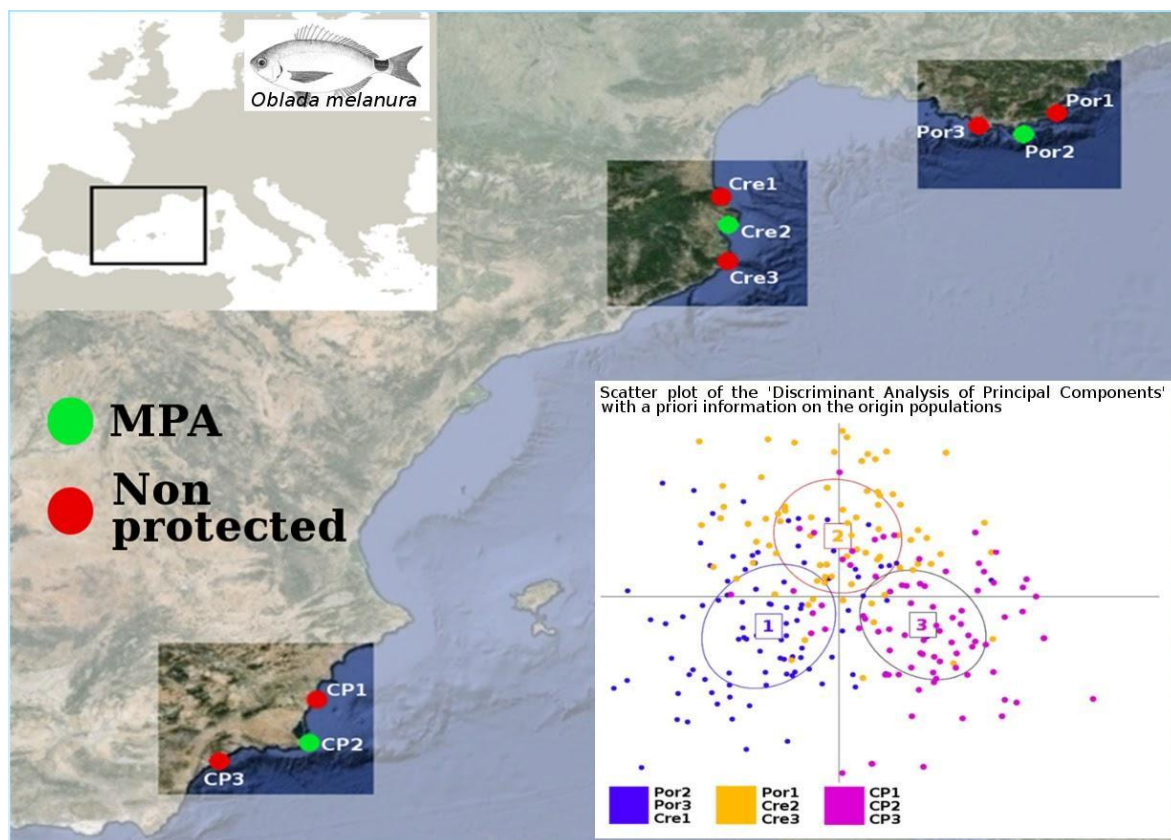 Oblada melanura
Por1
Por3
Por2
Cre1
Cre2
Cre3
MPA
Non
protected
CP1
CP2
CP3
Scatter plot of the 'Discriminant Analysis of Principal Components'
with a priori information on the origin populations
2
1
3
Por2
Por3
Cre1
Por1
Cre2
Cre3
CP1
CP2
CP3